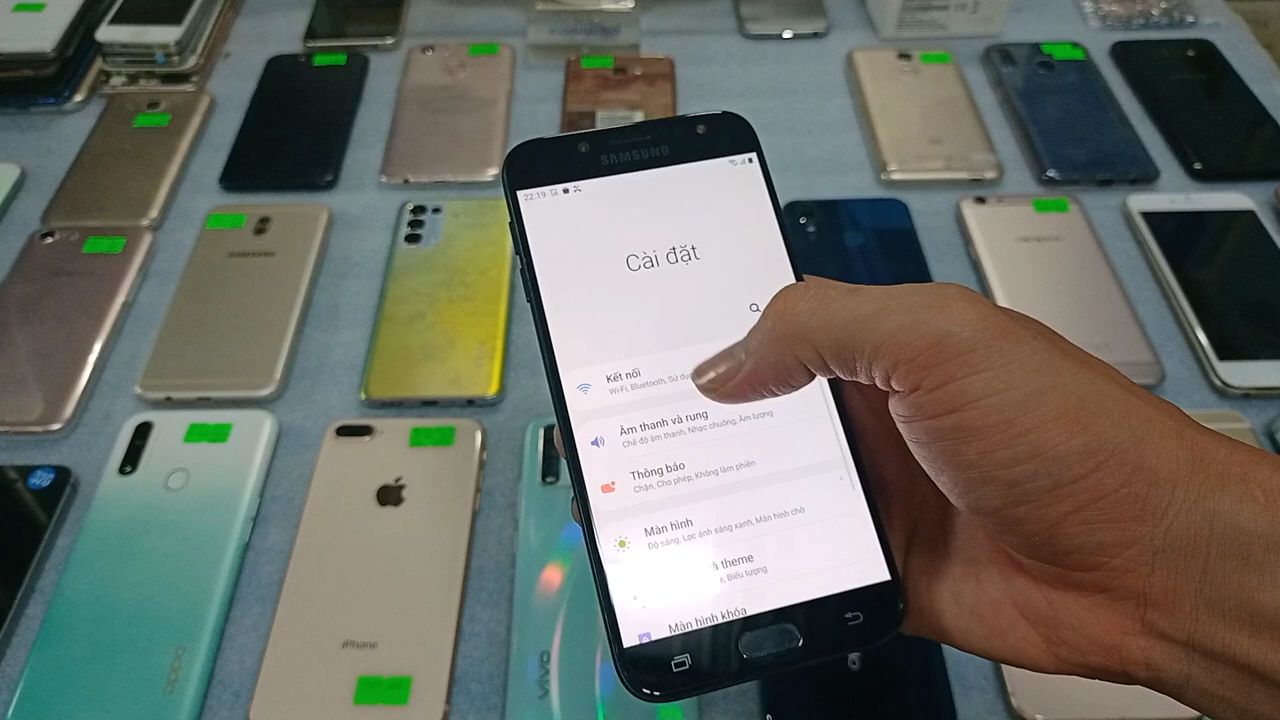 SAMSUNG
22:19
Cài đặt
Kết nối
Wi-Fi, Bluetooth, Sử dụ
Âm thanh và rung
Chế độ âm thanh, Nhạc chuông, Âm lượng
Thông báo
Chặn, Cho phép, Không làm phiền
Màn hình
Độ sáng, Lọc ánh sáng xanh, Màn hình chờ
theme
Biểu tượng
Màn hình khóa
SAMSUNG
oppo
iPhone
vivo